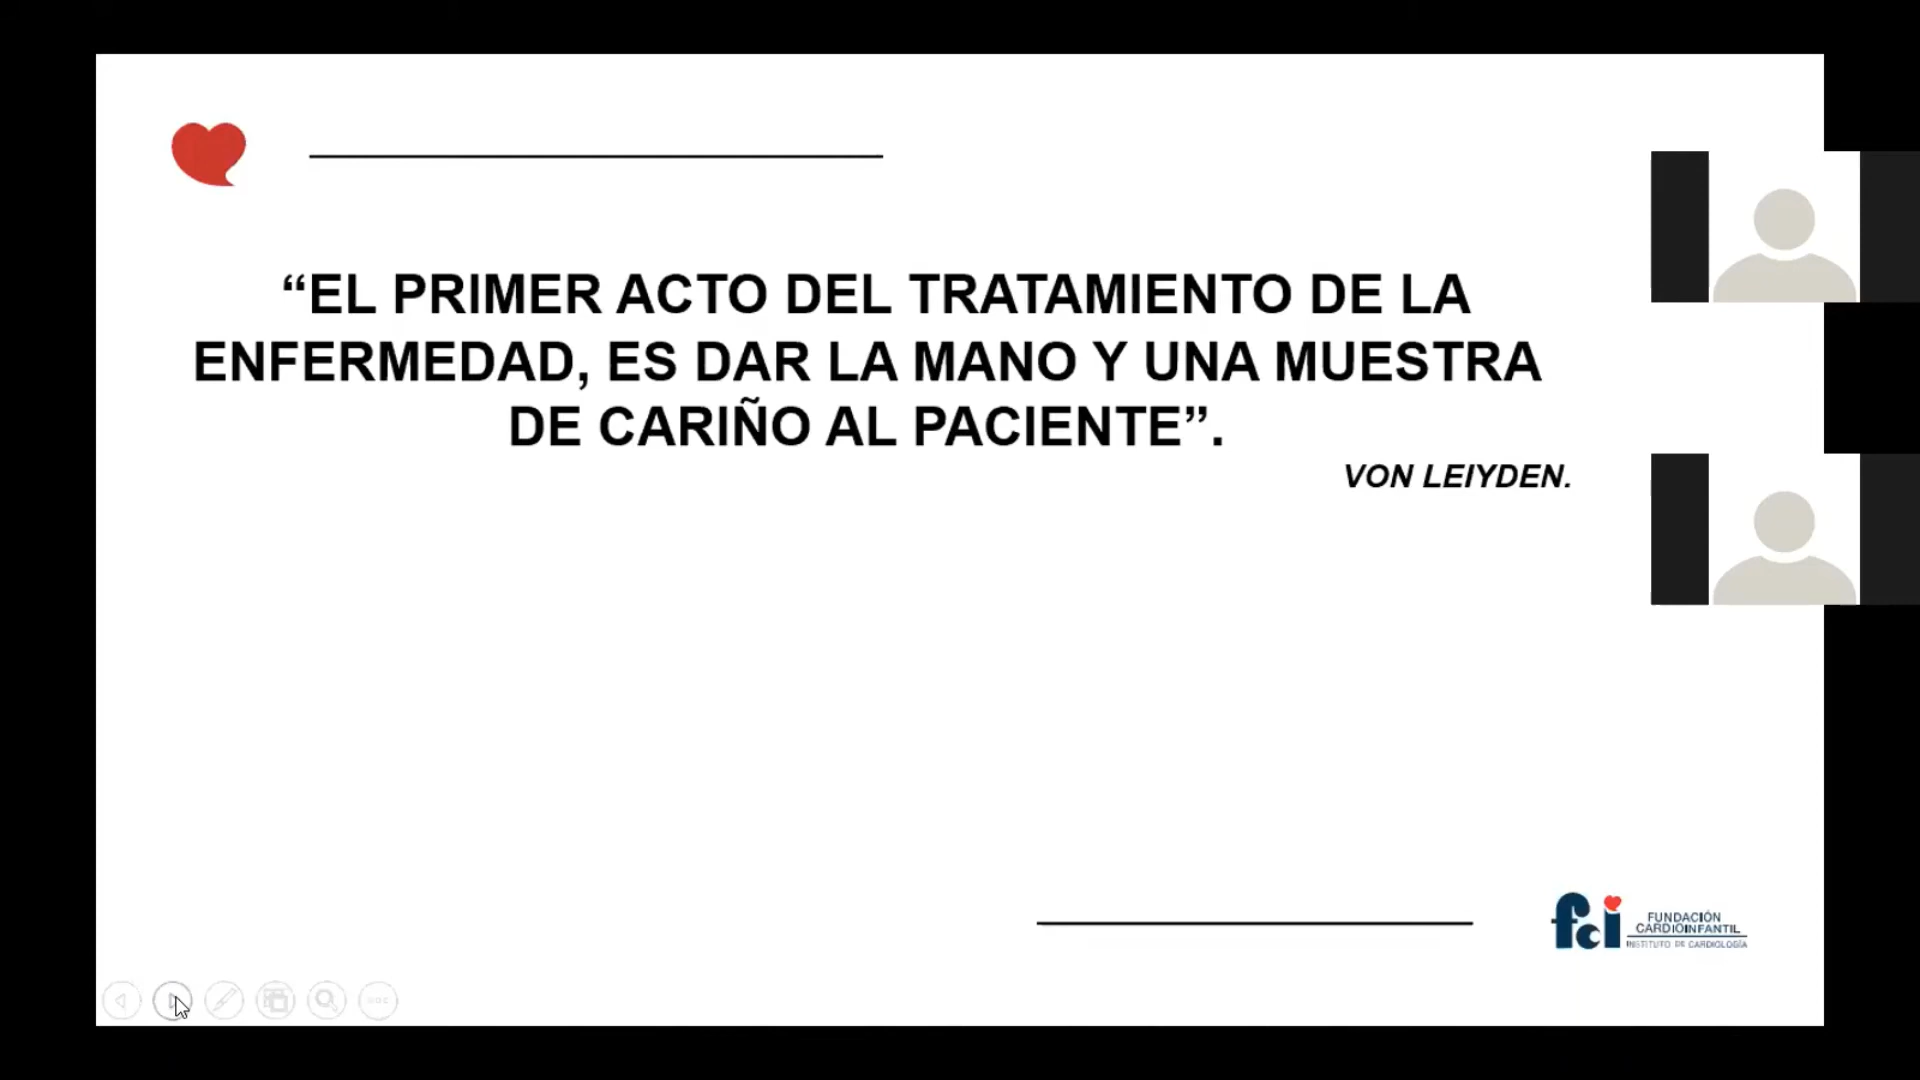 “EL PRIMER ACTO DEL TRATAMIENTO DE LA
ENFERMEDAD, ES DAR LA MANO Y UNA MUESTRA
DE CARIÑO AL PACIENTE”.
VON LEIYDEN.
fci
FUNDACIÓN
CARDIOINFANTIL
INSTITUTO DE CARDIOLOGÍA